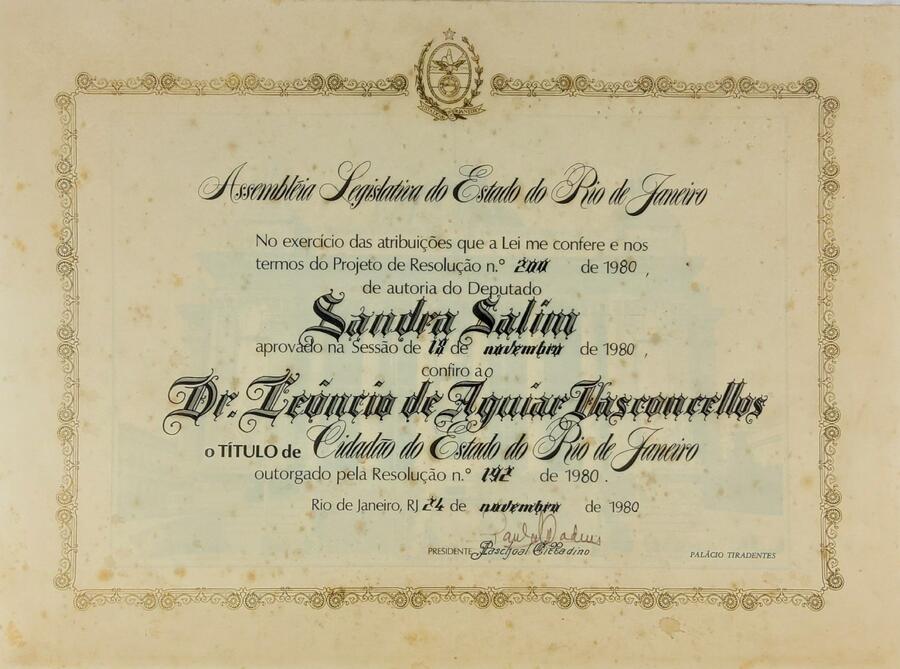 Assembléia Legislativa do Estado do Rio de Janeiro
No exercício das atribuições que a Lei me confere e nos
termos do Projeto de Resolução n.º 200 de 1980,
de autoria do Deputado
Sandra Salim
aprovado na Sessão de 18 de novembro de 1980,
confiro ao
Dr. Leôncio de Aguiar Vasconcellos
o TÍTULO de Cidadão do Estado do Rio de Janeiro
outorgado pela Resolução n.º 192 de 1980.
Rio de Janeiro, RJ 24 de novembro de 1980
PRESIDENTE Paschoal Cittadino
PALÁCIO TIRADENTES